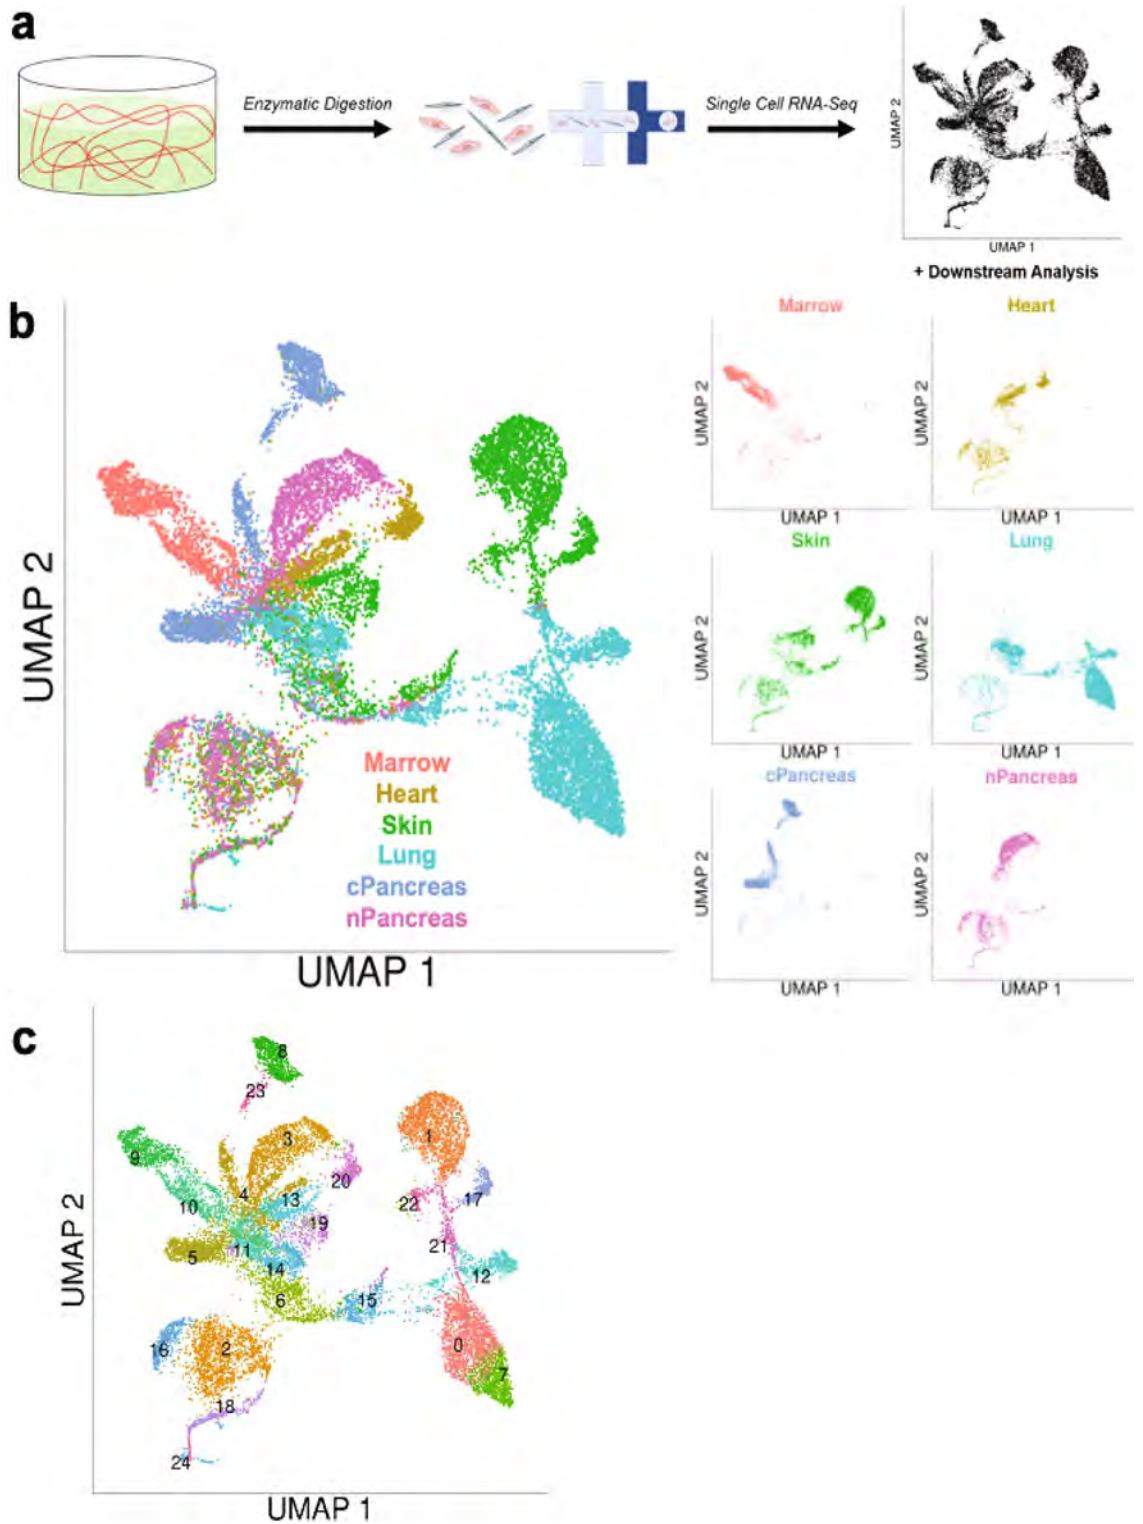 a
Enzymatic Digestion
Single Cell RNA-Seq
UMAP 2
UMAP 1
+ Downstream Analysis
b
UMAP 2
UMAP 1
Marrow
Heart
Skin
Lung
cPancreas
nPancreas
Marrow
UMAP 2
UMAP 1
Heart
UMAP 2
UMAP 1
Skin
UMAP 2
UMAP 1
Lung
UMAP 2
UMAP 1
cPancreas
UMAP 2
UMAP 1
nPancreas
UMAP 2
UMAP 1
c
UMAP 2
8
23
3
1
9
20
4
13
17
10
22
19
11
21
5
14
12
6
15
0
2
16
7
18
24
UMAP 1